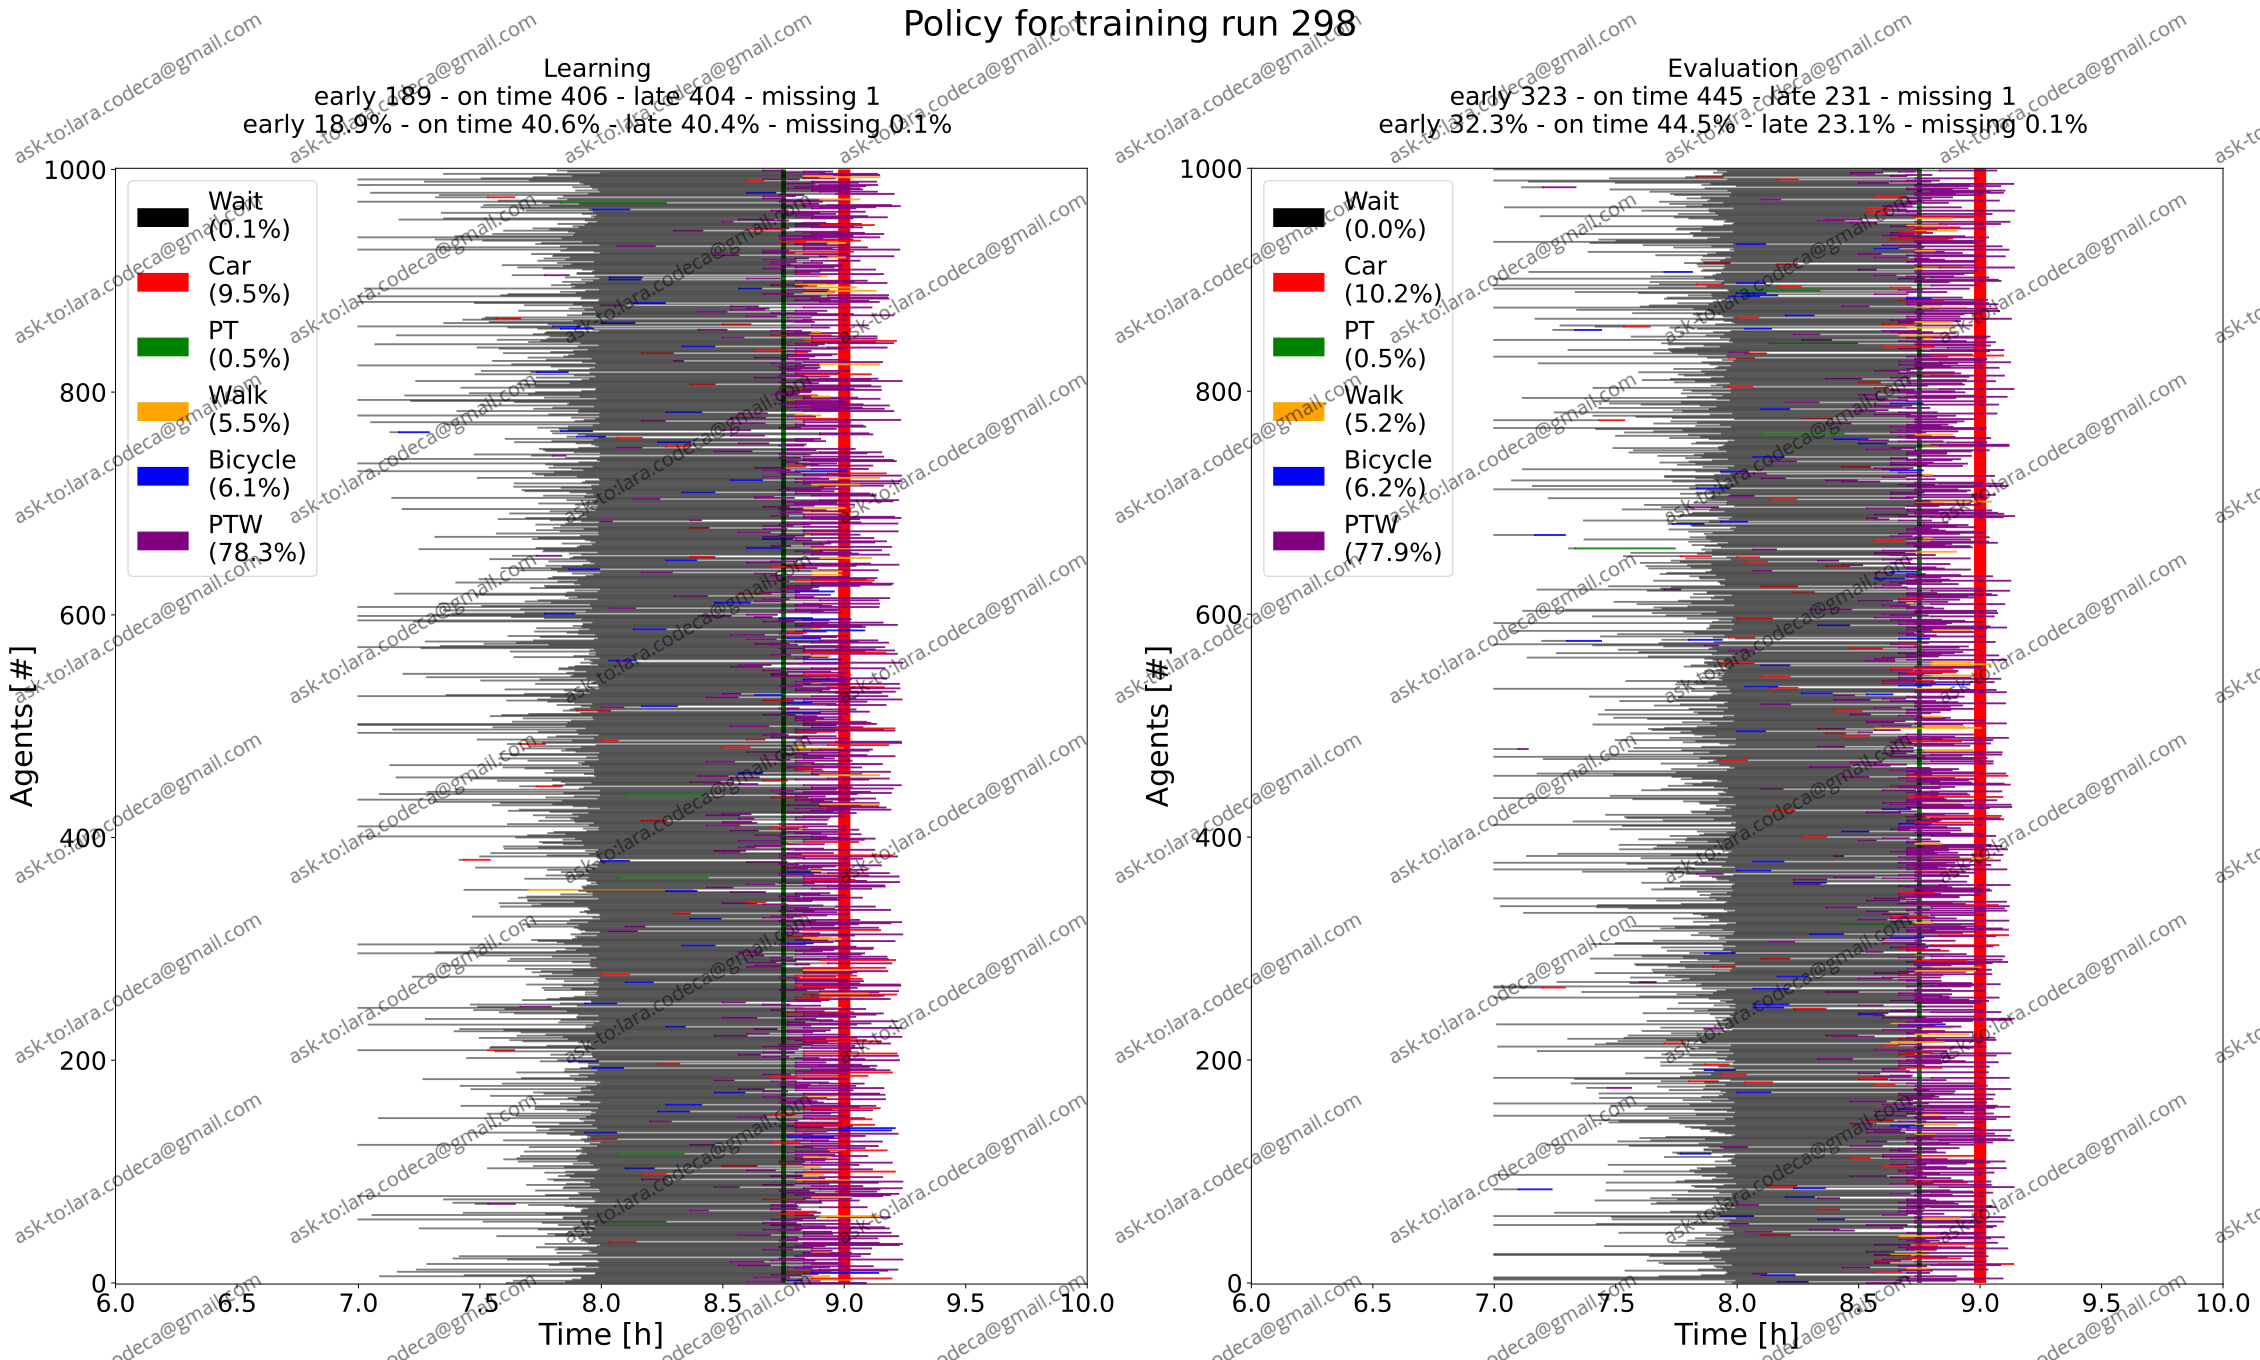 Policy for training run 298
Learning
early 189 - on time 406 - late 404 - missing 1
early 18.9% - on time 40.6% - late 40.4% - missing 0.1%
Agents [#]
1000
800
600
400
200
0
Wait
(0.1%)
Car
(9.5%)
PT
(0.5%)
Walk
(5.5%)
Bicycle
(6.1%)
PTW
(78.3%)
6.0 6.5 7.0 7.5 8.0 8.5 9.0 9.5 10.0
Time [h]
Evaluation
early 323 - on time 445 - late 231 - missing 1
early 32.3% - on time 44.5% - late 23.1% - missing 0.1%
Agents [#]
1000
800
600
400
200
0
Wait
(0.0%)
Car
(10.2%)
PT
(0.5%)
Walk
(5.2%)
Bicycle
(6.2%)
PTW
(77.9%)
6.0 6.5 7.0 7.5 8.0 8.5 9.0 9.5 10.0
Time [h]
ask-to:lara.codeca@gmail.com